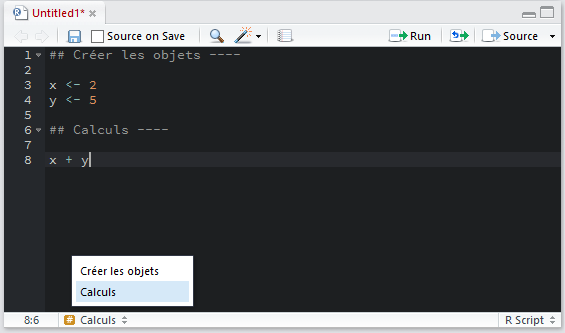 Untitled1*
Source on Save
Run
Source
1 ## Créer les objets ----
2
3 x <- 2
4 y <- 5
5
6 ## Calculs ----
7
8 x + y
Créer les objets
Calculs
8:6
# Calculs
R Script